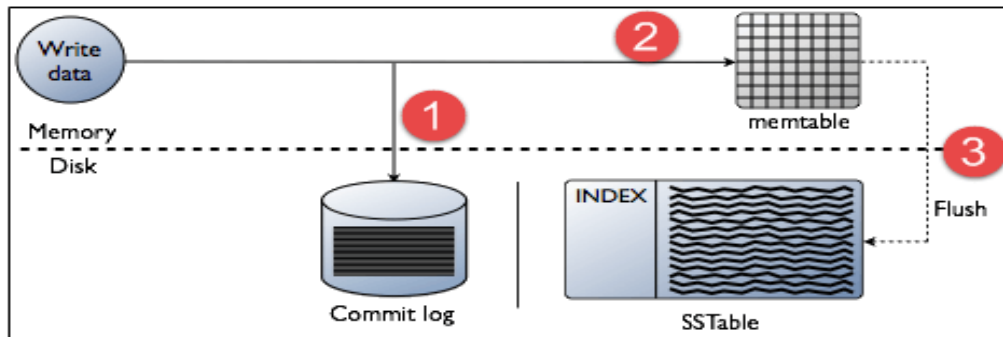 Write
data
2
memtable
1
Memory
Disk
3
INDEX
Flush
Commit log
SSTable